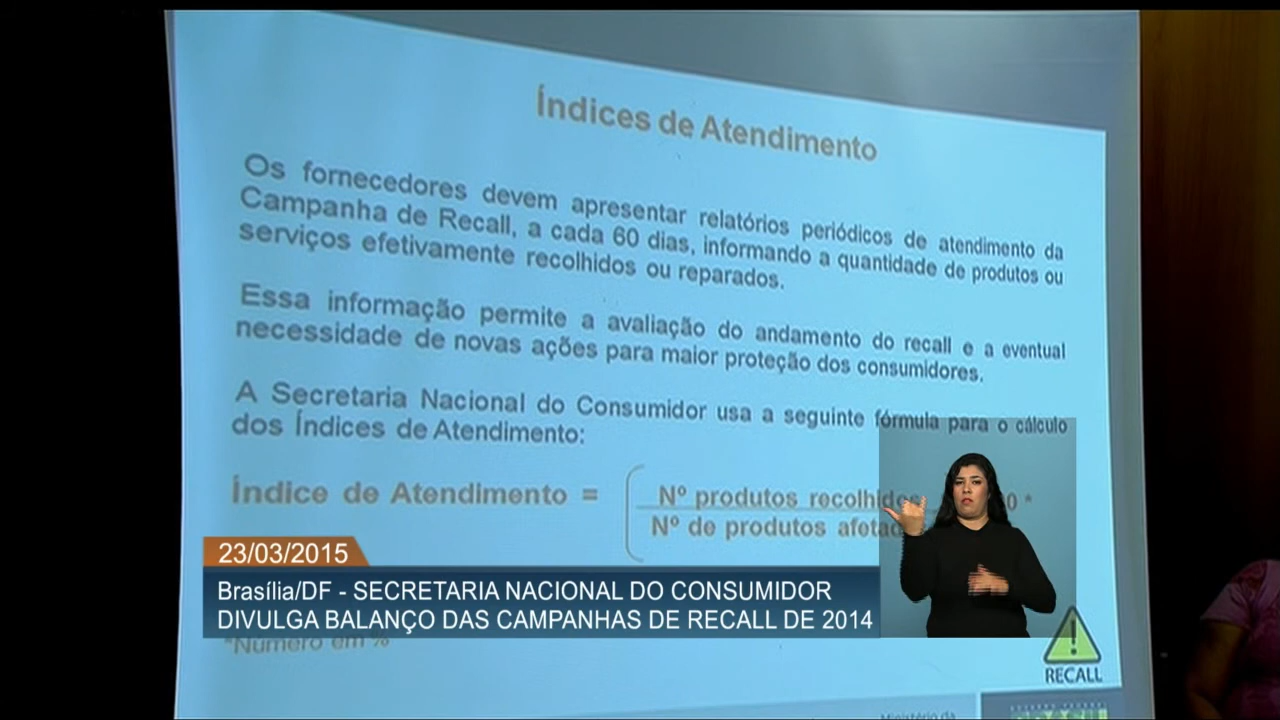 Índices de Atendimento
Os fornecedores devem apresentar relatórios periódicos de atendimento da
Campanha de Recall, a cada 60 dias, informando a quantidade de produtos ou
serviços efetivamente recolhidos ou reparados.
Essa informação permite a avaliação do andamento do recall e a eventual
necessidade de novas ações para maior proteção dos consumidores.
A Secretaria Nacional do Consumidor usa a seguinte fórmula para o cálculo
dos Índices de Atendimento:
Índice de Atendimento =
Nº produtos recolhidos
Nº de produtos
23/03/2015
Brasília/DF - SECRETARIA NACIONAL DO CONSUMIDOR
DIVULGA BALANÇO DAS CAMPANHAS DE RECALL DE 2014
*Número em %
RECALL
Ministério da